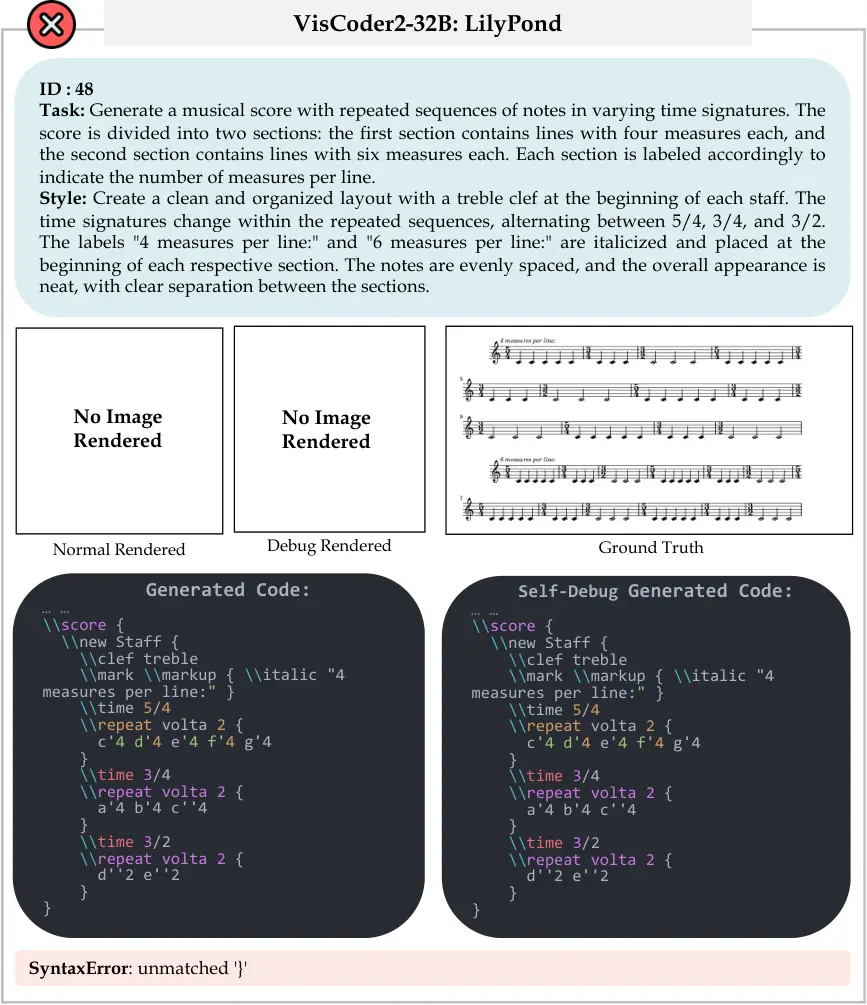 VisCoder2-32B: LilyPond
ID : 48
Task: Generate a musical score with repeated sequences of notes in varying time signatures. The
score is divided into two sections: the first section contains lines with four measures each, and
the second section contains lines with six measures each. Each section is labeled accordingly to
indicate the number of measures per line.
Style: Create a clean and organized layout with a treble clef at the beginning of each staff. The
time signatures change within the repeated sequences, alternating between 5/4, 3/4, and 3/2.
The labels "4 measures per line:" and "6 measures per line:" are italicized and placed at the
beginning of each respective section. The notes are evenly spaced, and the overall appearance is
neat, with clear separation between the sections.
No Image
Rendered
Normal Rendered
No Image
Rendered
Debug Rendered
4 measures per line:
5
9
6 measures per line:
7
Ground Truth
Generated Code:
… …
\\score {
\\new Staff {
\\clef treble
\\mark \\markup { \\italic "4
measures per line:" }
\\time 5/4
\\repeat volta 2 {
c'4 d'4 e'4 f'4 g'4
}
\\time 3/4
\\repeat volta 2 {
a'4 b'4 c''4
}
\\time 3/2
\\repeat volta 2 {
d''2 e''2
}
}
Self-Debug Generated Code:
… …
\\score {
\\new Staff {
\\clef treble
\\mark \\markup { \\italic "4
measures per line:" }
\\time 5/4
\\repeat volta 2 {
c'4 d'4 e'4 f'4 g'4
}
\\time 3/4
\\repeat volta 2 {
a'4 b'4 c''4
}
\\time 3/2
\\repeat volta 2 {
d''2 e''2
}
}
SyntaxError: unmatched '}'